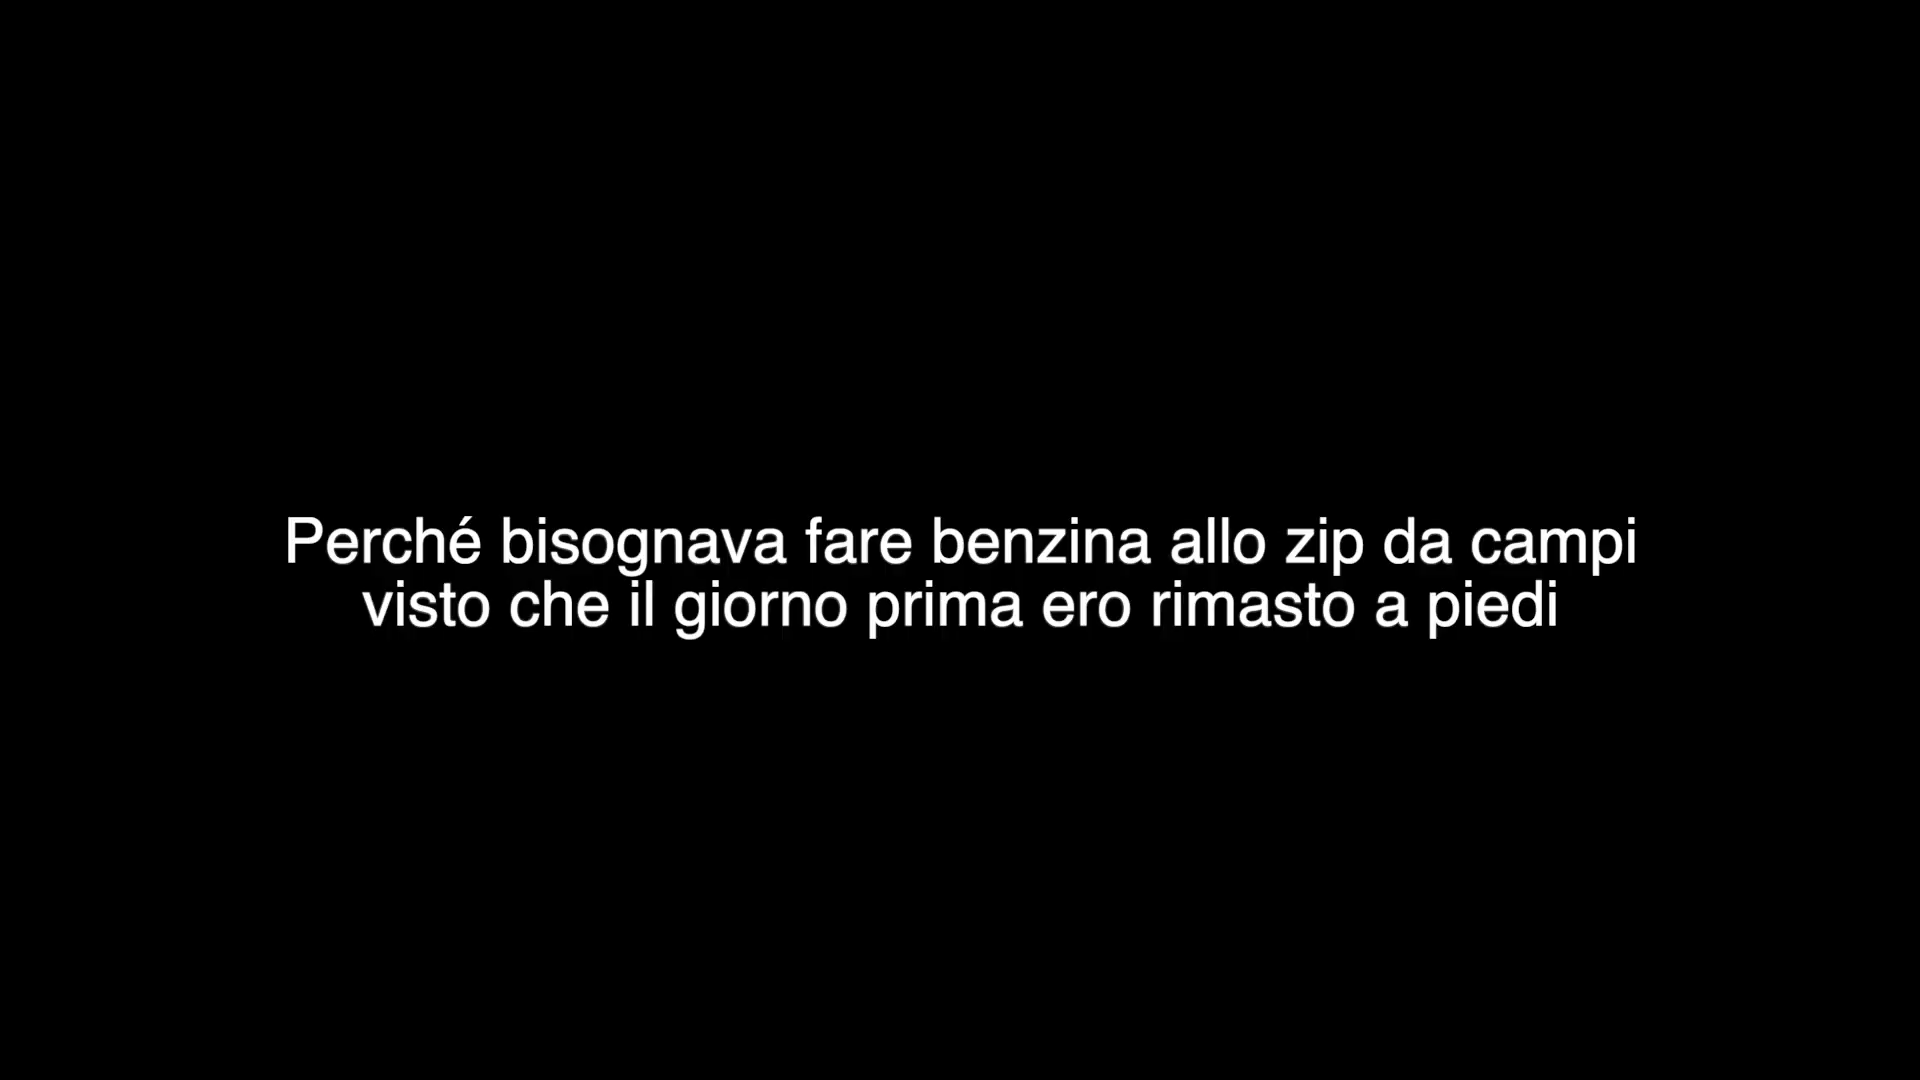 Perché bisognava fare benzina allo zip da campi
visto che il giorno prima ero rimasto a piedi